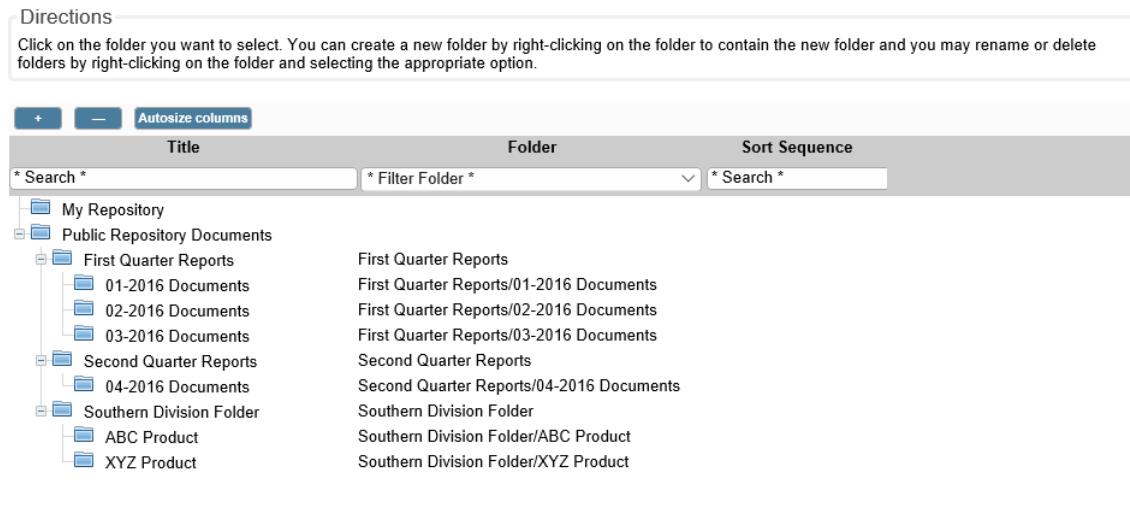 Directions
Click on the folder you want to select. You can create a new folder by right-clicking on the folder to contain the new folder and you may rename or delete
folders by right-clicking on the folder and selecting the appropriate option.
+ — Autosize columns
Title Folder Sort Sequence
* Search * * Filter Folder * * Search *
My Repository
Public Repository Documents
First Quarter Reports First Quarter Reports
01-2016 Documents First Quarter Reports/01-2016 Documents
02-2016 Documents First Quarter Reports/02-2016 Documents
03-2016 Documents First Quarter Reports/03-2016 Documents
Second Quarter Reports Second Quarter Reports
04-2016 Documents Second Quarter Reports/04-2016 Documents
Southern Division Folder Southern Division Folder
ABC Product Southern Division Folder/ABC Product
XYZ Product Southern Division Folder/XYZ Product